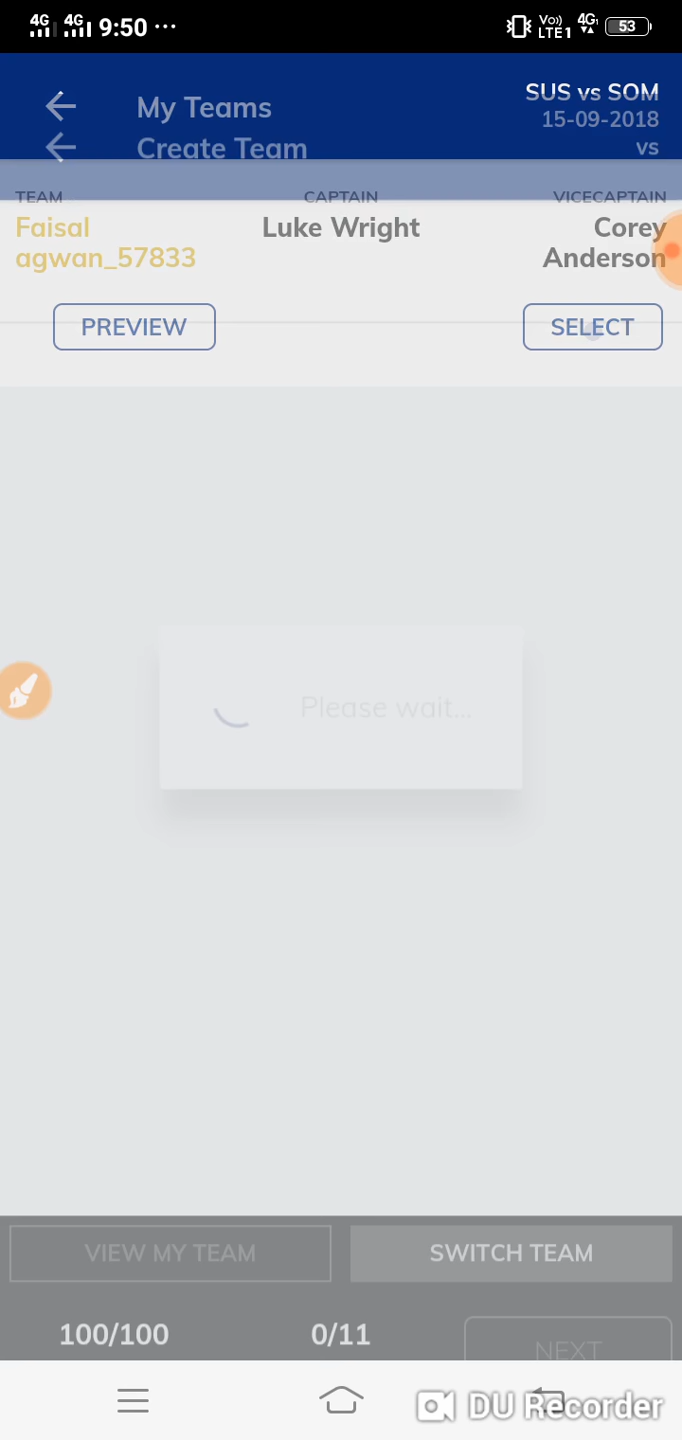 4G 4G 9:50 ... Vo)) LTE1 4G 53
My Teams
SUS vs SOM
15-09-2018
Create Team
vs
TEAM CAPTAIN VICECAPTAIN
Faisal agwan_57833
Luke Wright
Corey Anderson
PREVIEW SELECT
Please wait...
VIEW MY TEAM SWITCH TEAM
100/100 0/11 NEXT
DU Recorder